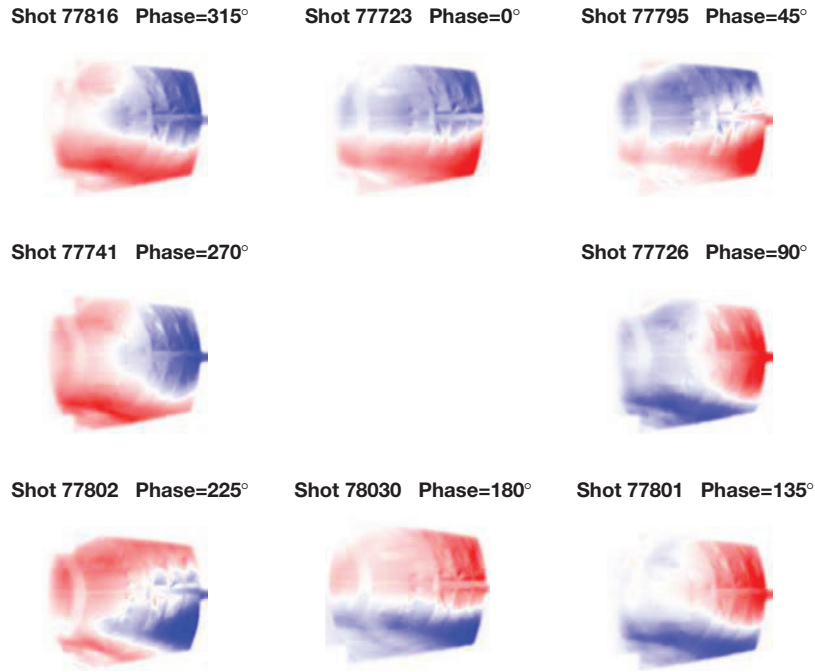 Shot 77816 Phase=315° Shot 77723 Phase=0° Shot 77795 Phase=45°
Shot 77741 Phase=270° Shot 77726 Phase=90°
Shot 77802 Phase=225° Shot 78030 Phase=180° Shot 77801 Phase=135°